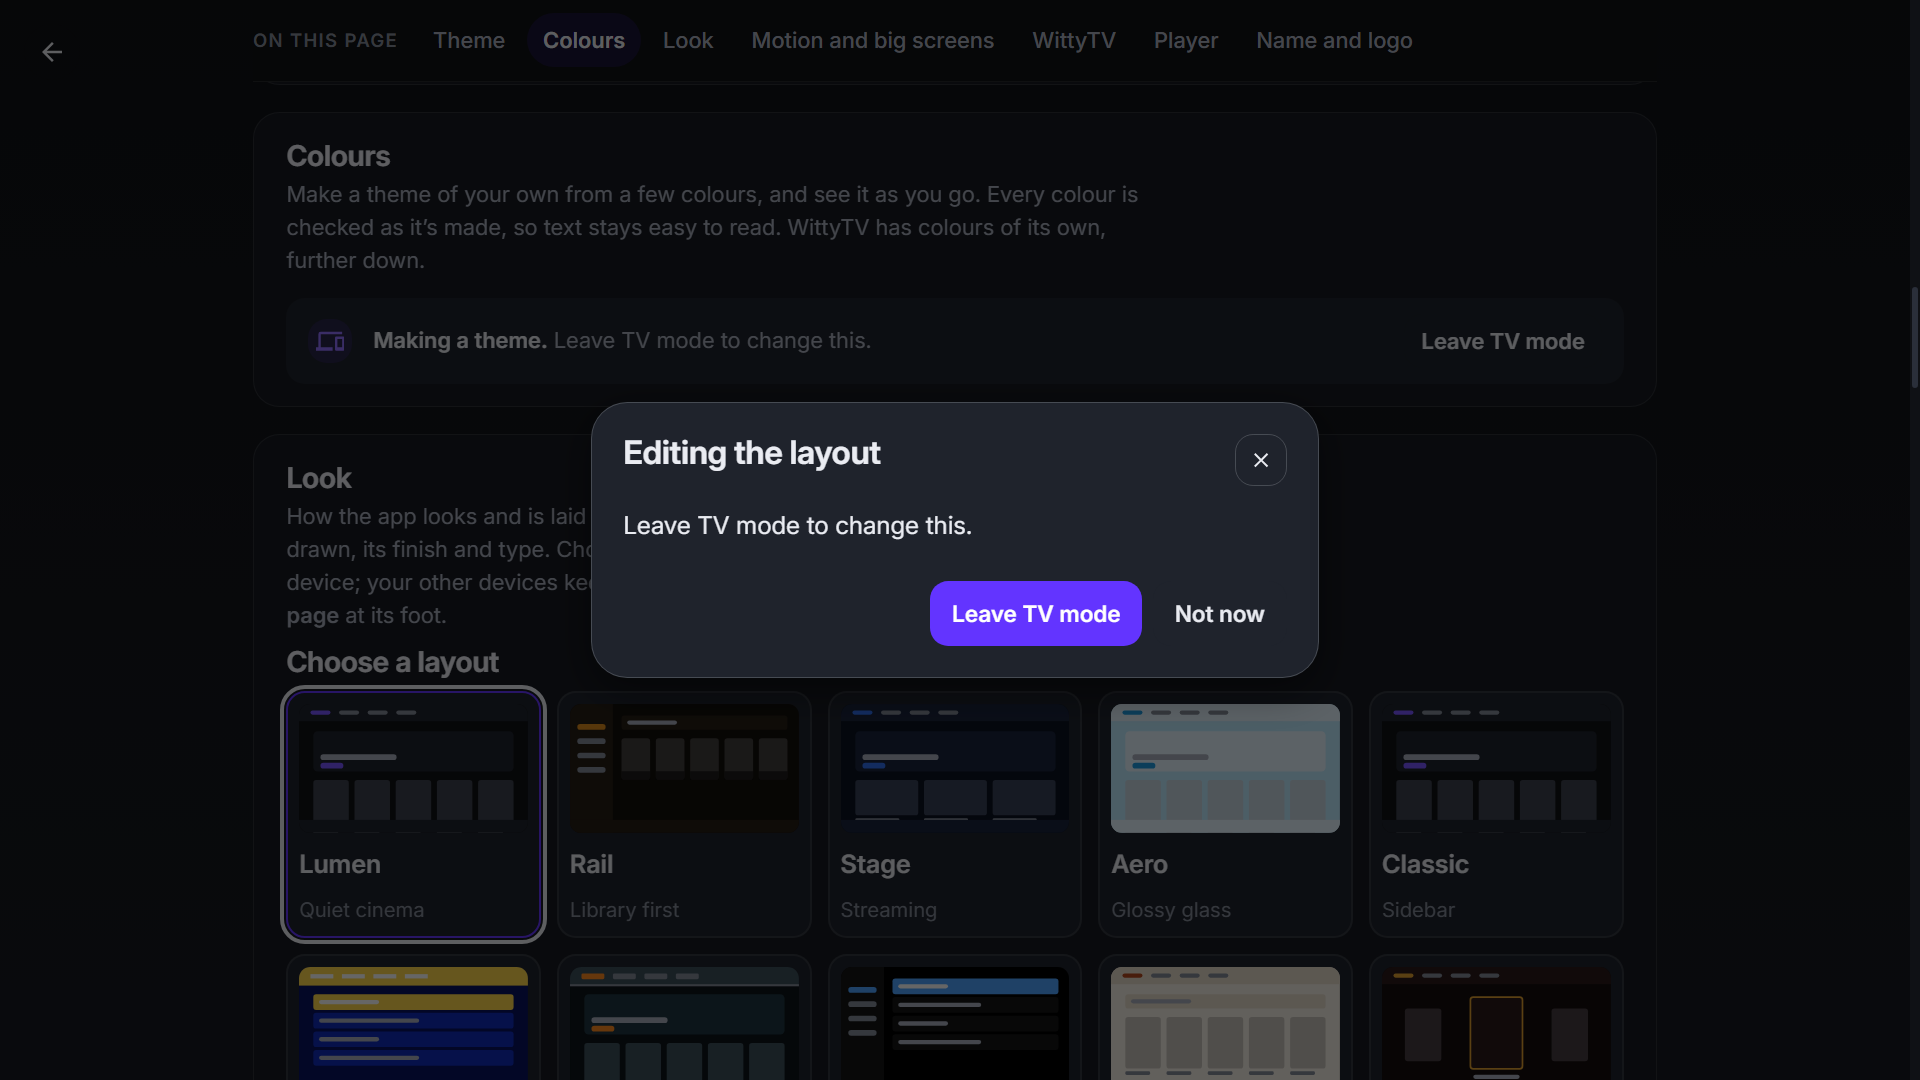 ON THIS PAGE Theme Colours Look Motion and big screens WittyTV Player Name and logo
Colours
Make a theme of your own from a few colours, and see it as you go. Every colour is
checked as it’s made, so text stays easy to read. WittyTV has colours of its own,
further down.
Making a theme. Leave TV mode to change this. Leave TV mode
Editing the layout
Leave TV mode to change this.
Leave TV mode Not now
Look
How the app looks and is laid
drawn, its finish and type.
device; your other devices
page at its foot.
Choose a layout
Lumen Rail Stage Aero Classic
Quiet cinema Library first Streaming Glossy glass Sidebar